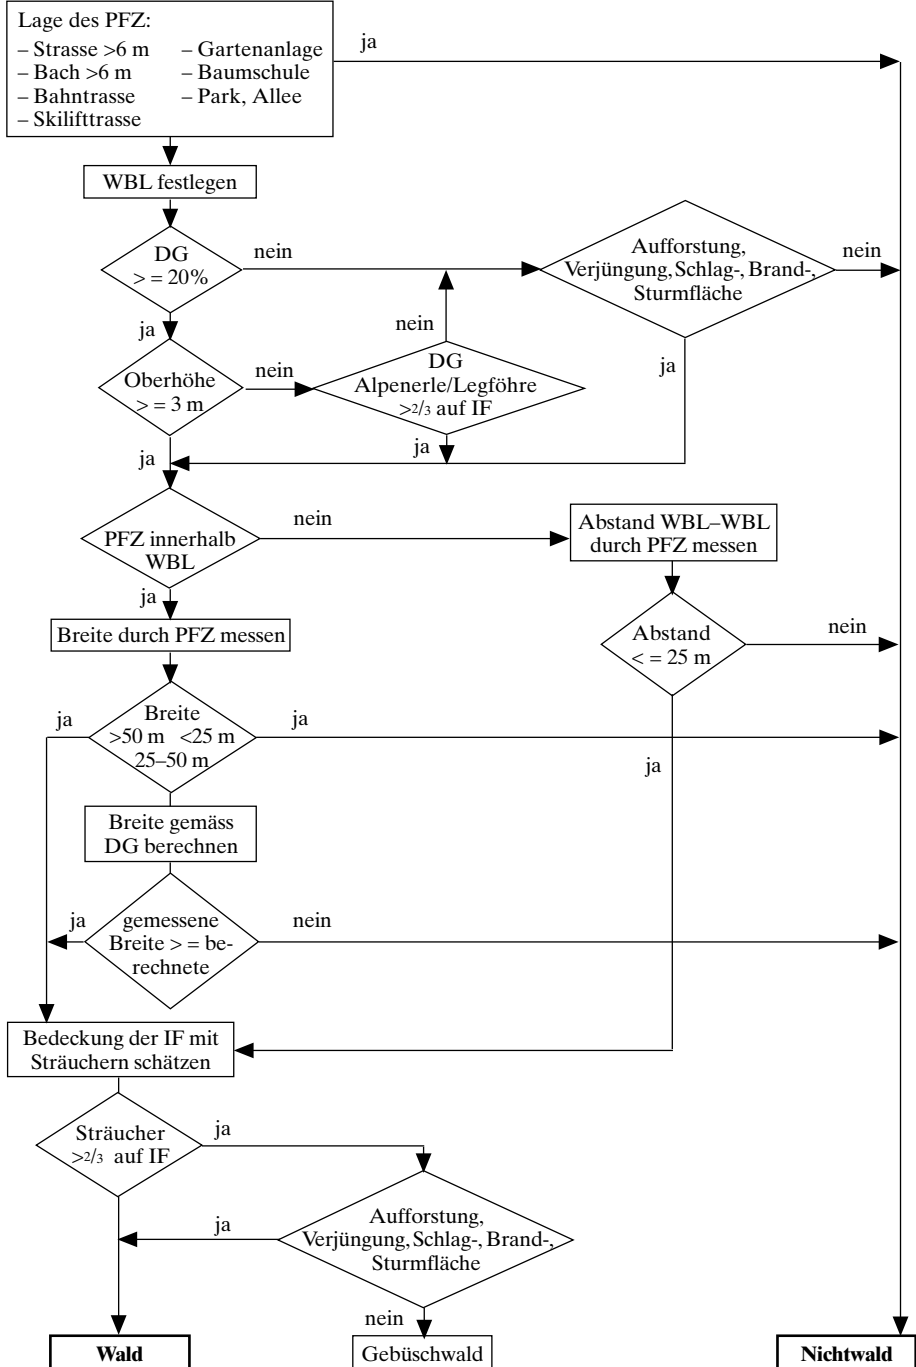 Lage des PFZ:
– Strasse >6 m – Gartenanlage
– Bach >6 m – Baumschule
– Bahntrasse – Park, Allee
– Skilifttrasse
ja
WBL festlegen
DG
> = 20%
nein
Aufforstung,
Verjüngung, Schlag-, Brand-,
Sturmfläche
nein
ja
nein
Oberhöhe
> = 3 m
nein
DG
Alpenerle/Legföhre
>2/3 auf IF
ja
ja
ja
PFZ innerhalb
WBL
nein
Abstand WBL–WBL
durch PFZ messen
ja
Breite durch PFZ messen
Abstand
< = 25 m
nein
ja
Breite
>50 m <25 m
25–50 m
ja
ja
Breite gemäss
DG berechnen
ja
gemessene
Breite > = be-
rechnete
nein
Bedeckung der IF mit
Sträuchern schätzen
Sträucher
>2/3 auf IF
ja
ja
Aufforstung,
Verjüngung, Schlag-, Brand-,
Sturmfläche
nein
Wald
Gebüschwald
Nichtwald